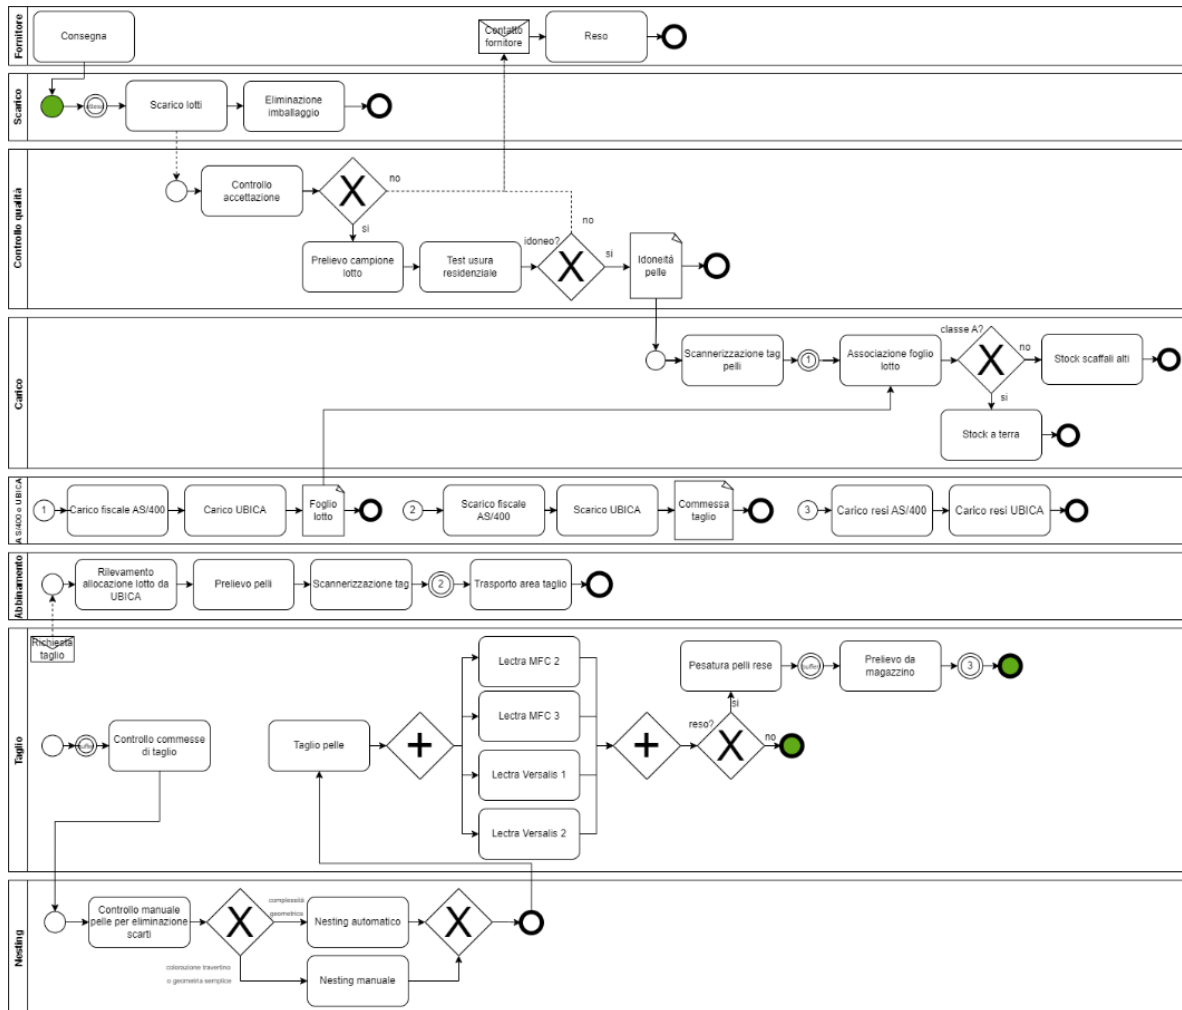 Fornitore
Consegna
Contatto
fornitore
Reso
Scarico
Scarico lotti
Eliminazione
imballaggio
Controllo qualità
Controllo
accettazione
X
no
si
Prelievo campione
lotto
Test usura
residenziale
idoneo?
X
no
si
Idoneità
pelle
Carico
Scannerizzazione tag
pelli
1
Associazione foglio
lotto
classe A?
X
no
Stock scaffali alti
si
Stock a terra
AS/400 e UBICA
1
Carico fiscale AS/400
Carico UBICA
Foglio
lotto
2
Scarico fiscale
AS/400
Scarico UBICA
Commessa
taglio
3
Carico resi AS/400
Carico resi UBICA
Abbinamento
Rilevamento
allocazione lotto da
UBICA
Prelievo pelli
Scannerizzazione tag
2
Trasporto area taglio
Taglio
Richiesta
taglio
buffer
Controllo commesse
di taglio
Taglio pelle
Lectra MFC 2
Lectra MFC 3
Lectra Versalis 1
Lectra Versalis 2
reso?
X
no
si
Pesatura pelli rese
buffer
Prelievo da
magazzino
3
Nesting
Controllo manuale
pelle per eliminazione
scarti
X
complessità
geometrica
colorazione travertino
o geometria semplice
Nesting automatico
Nesting manuale
X